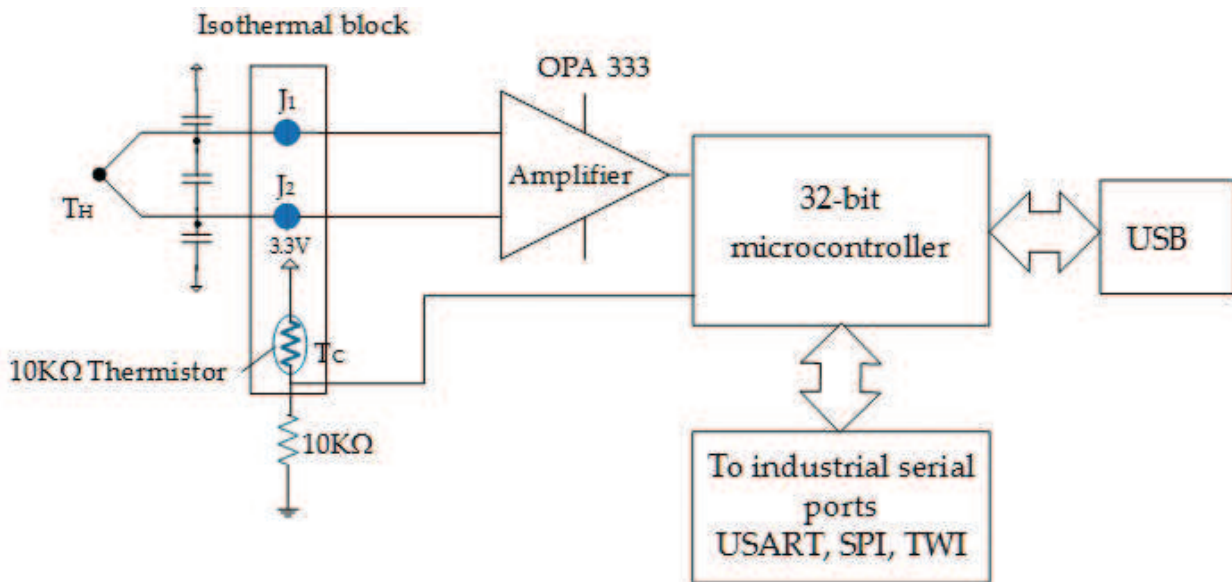 Isothermal block
J1
J2
3.3V
TH
TC
10KΩ Thermistor
10KΩ
OPA 333
Amplifier
32-bit
microcontroller
USB
To industrial serial
ports
USART, SPI, TWI